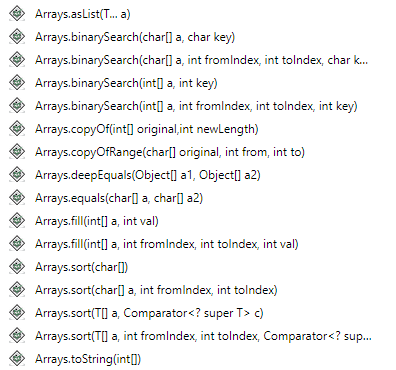 Arrays.asList(T... a)
Arrays.binarySearch(char[] a, char key)
Arrays.binarySearch(char[] a, int fromIndex, int toIndex, char k...
Arrays.binarySearch(int[] a, int key)
Arrays.binarySearch(int[] a, int fromIndex, int toIndex, int key)
Arrays.copyOf(int[] original,int newLength)
Arrays.copyOfRange(char[] original, int from, int to)
Arrays.deepEquals(Object[] a1, Object[] a2)
Arrays.equals(char[] a, char[] a2)
Arrays.fill(int[] a, int val)
Arrays.fill(int[] a, int fromIndex, int toIndex, int val)
Arrays.sort(char[])
Arrays.sort(char[] a, int fromIndex, int toIndex)
Arrays.sort(T[] a, Comparator<? super T> c)
Arrays.sort(T[] a, int fromIndex, int toIndex, Comparator<? sup...
Arrays.toString(int[])